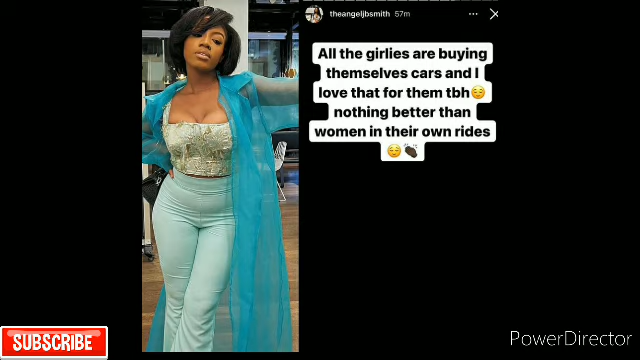 theangeljbsmith 57m
All the girlies are buying
themselves cars and I
love that for them tbh☺️
nothing better than
women in their own rides
☺️👏🏿
SUBSCRIBE
PowerDirector